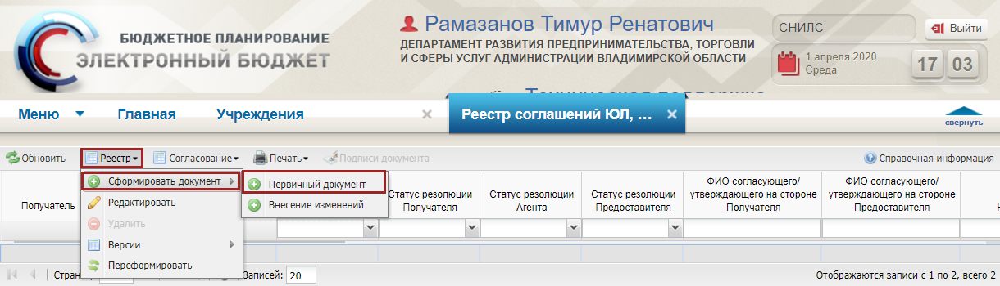 БЮДЖЕТНОЕ ПЛАНИРОВАНИЕ
ЭЛЕКТРОННЫЙ БЮДЖЕТ
Рамазанов Тимур Ренатович
ДЕПАРТАМЕНТ РАЗВИТИЯ ПРЕДПРИНИМАТЕЛЬСТВА, ТОРГОВЛИ
И СФЕРЫ УСЛУГ АДМИНИСТРАЦИИ ВЛАДИМИРСКОЙ ОБЛАСТИ
СНИЛС
Выйти
1 апреля 2020
Среда
17 03
Меню
Главная
Учреждения
Реестр соглашений ЮЛ, ...
свернуть
Обновить
Реестр
Согласование
Печать
Подписи документа
Справочная информация
Сформировать документ
Редактировать
Удалить
Версии
Переформировать
Первичный документ
Внесение изменений
Получатель
Статус резолюции
Получателя
Статус резолюции
Агента
Статус резолюции
Предоставителя
ФИО согласующего/
утверждающего на стороне
Получателя
ФИО согласующего/
утверждающего на стороне
Предоставителя
Записей:
20
Отображаются записи с 1 по 2, всего 2